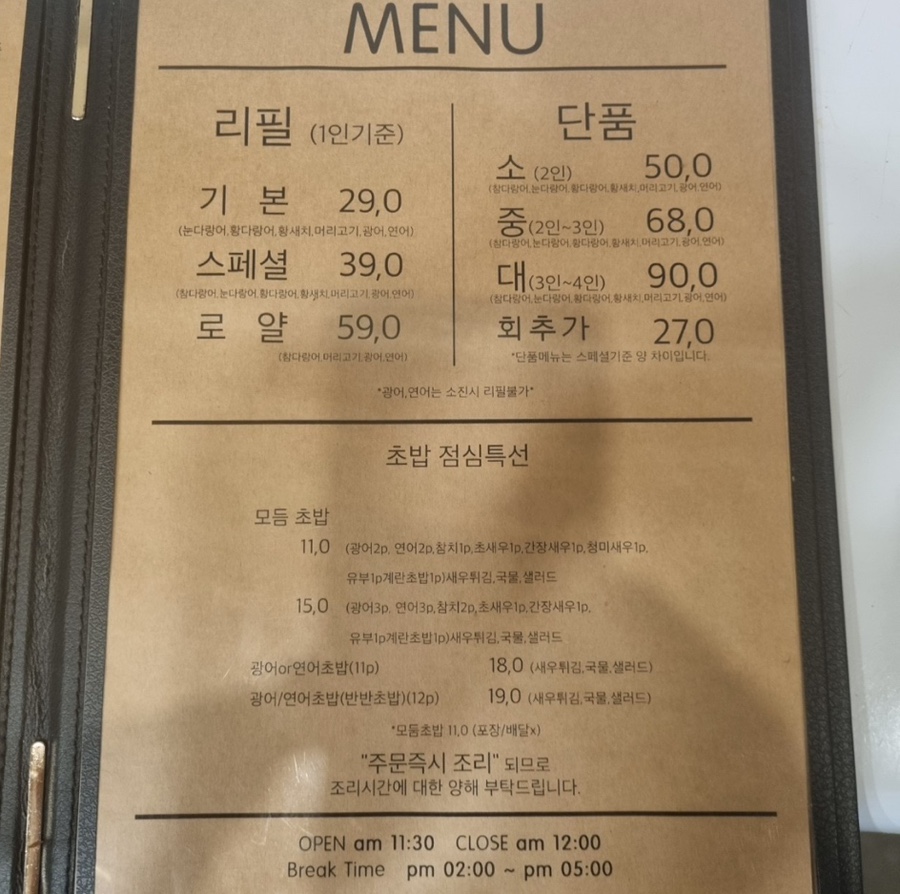 MENU
리필 (1인기준)
기 본 29,0
(눈다랑어,황다랑어,황새치,머리고기,광어,연어)
스페셜 39,0
(참다랑어,눈다랑어,황다랑어,황새치,머리고기,광어,연어)
로 얄 59,0
(참다랑어,머리고기,광어,연어)
단품
소 (2인) 50,0
(참다랑어,눈다랑어,황다랑어,황새치,머리고기,광어,연어)
중(2인~3인) 68,0
(참다랑어,눈다랑어,황다랑어,황새치,머리고기,광어,연어)
대(3인~4인) 90,0
(참다랑어,눈다랑어,황다랑어,황새치,머리고기,광어,연어)
회추가 27,0
*단품메뉴는 스페셜기준 양 차이입니다.
*광어,연어는 소진시 리필불가*
초밥 점심특선
모듬 초밥
11,0 (광어2p, 연어2p,참치1p,초새우1p,간장새우1p,청미새우1p,
유부1p계란초밥1p)새우튀김,국물,샐러드
15,0 (광어3p, 연어3p,참치2p,초새우1p,간장새우1p,
유부1p계란초밥1p)새우튀김,국물,샐러드
광어or연어초밥(11p) 18,0 (새우튀김,국물,샐러드)
광어/연어초밥(반반초밥)(12p) 19,0 (새우튀김,국물,샐러드)
*모둠초밥 11,0 (포장/배달x)
"주문즉시 조리" 되므로
조리시간에 대한 양해 부탁드립니다.
OPEN am 11:30 CLOSE am 12:00
Break Time pm 02:00 ~ pm 05:00